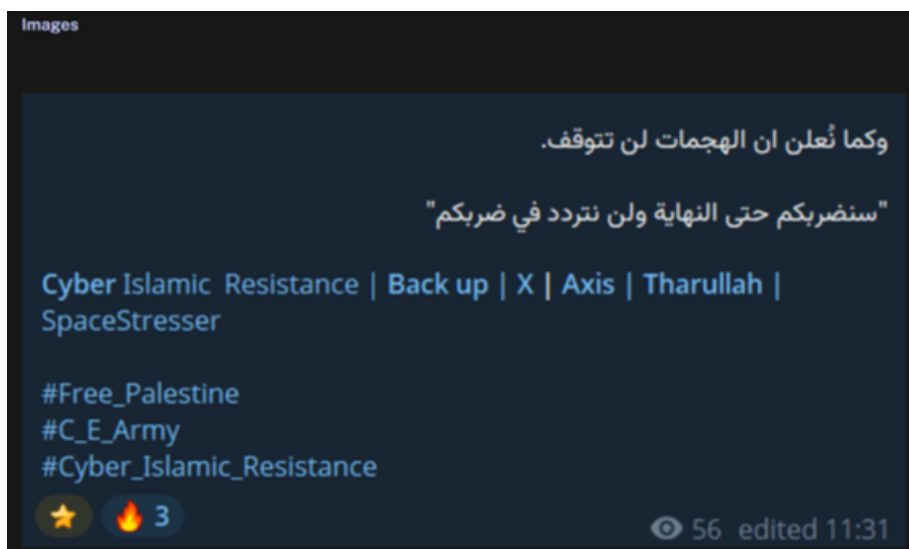 Images
وكما نُعلن ان الهجمات لن تتوقف.
"سنضربكم حتى النهاية ولن نتردد في ضربكم"
Cyber Islamic Resistance | Back up | X | Axis | Tharullah |
SpaceStresser
#Free_Palestine
#C_E_Army
#Cyber_Islamic_Resistance
3
56 edited 11:31